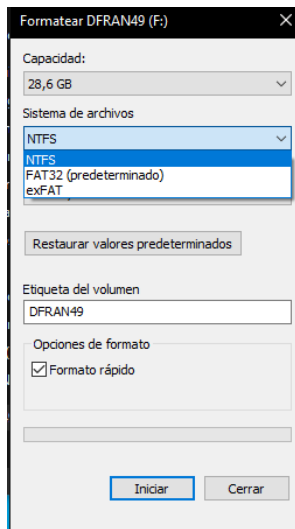 Formatear DFRAN49 (F:)
Capacidad:
28,6 GB
Sistema de archivos
NTFS
NTFS
FAT32 (predeterminado)
exFAT
Restaurar valores predeterminados
Etiqueta del volumen
DFRAN49
Opciones de formato
Formato rápido
Iniciar Cerrar